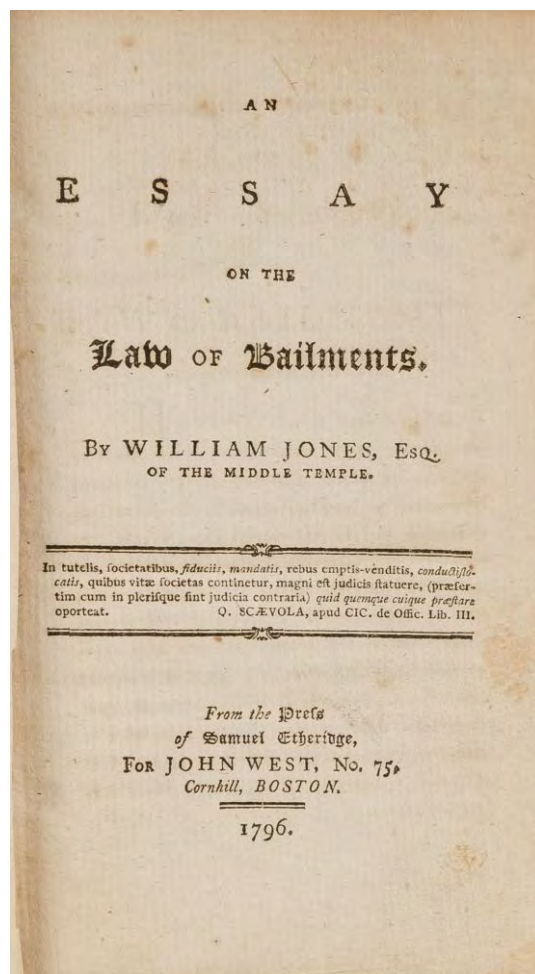 AN
ESSAY
ON THE
Law OF Bailments.
BY WILLIAM JONES, ESQ.
OF THE MIDDLE TEMPLE.
In tutelis, ſocietatibus, fiduciis, mandatis, rebus emptis-venditis, conductiſlo-
catis, quibus vitæ ſocietas continetur, magni eſt judicis ſtatuere, (præſer-
tim cum in pleriſque ſint judicia contraria) quid quemque cuique præſtare
oporteat. Q. SCÆVOLA, apud CIC. de Offic. Lib. III.
From the Preſs
of Samuel Etheridge,
FOR JOHN WEST, No. 75,
Cornhill, BOSTON.
1796.